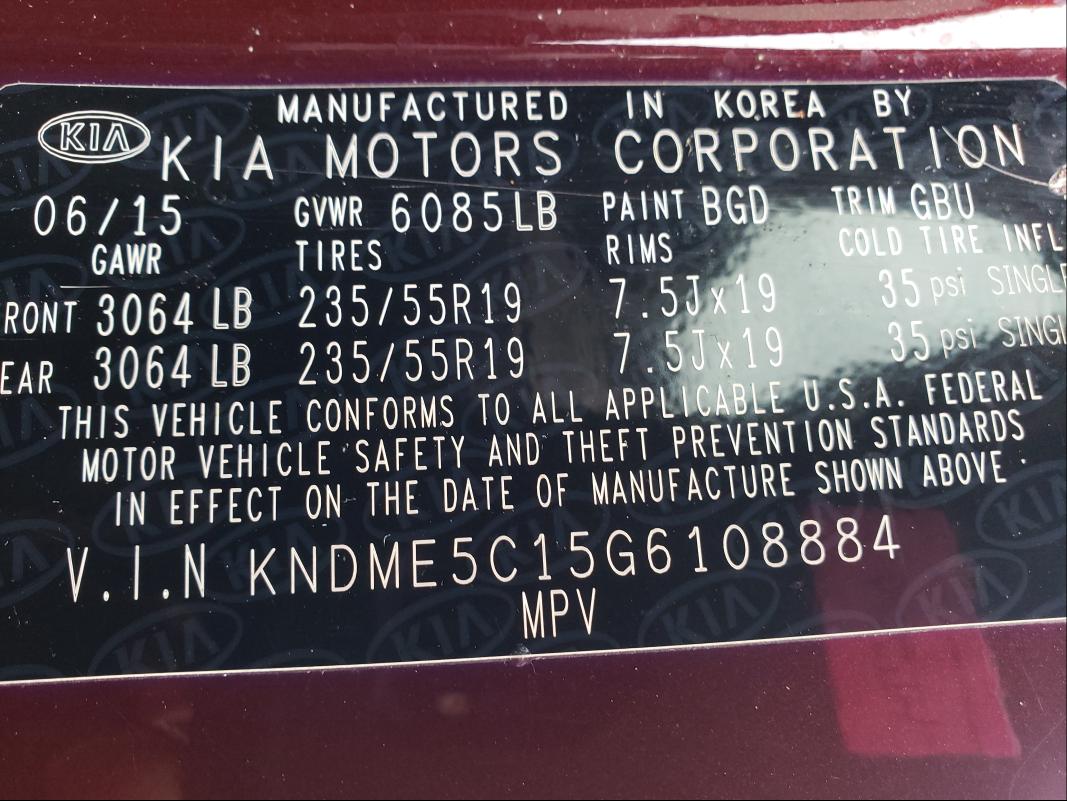 KIA
MANUFACTURED IN KOREA BY
KIA MOTORS CORPORATION
06/15 GVWR 6085LB PAINT BGD TRIM GBU
GAWR TIRES RIMS COLD TIRE INFL
RONT 3064 LB 235/55R19 7.5Jx19 35 psi SINGLE
EAR 3064 LB 235/55R19 7.5Jx19 35 psi SINGL
THIS VEHICLE CONFORMS TO ALL APPLICABLE U.S.A. FEDERAL
MOTOR VEHICLE SAFETY AND THEFT PREVENTION STANDARDS
IN EFFECT ON THE DATE OF MANUFACTURE SHOWN ABOVE.
V.I.N KNDME5C15G6108884
MPV